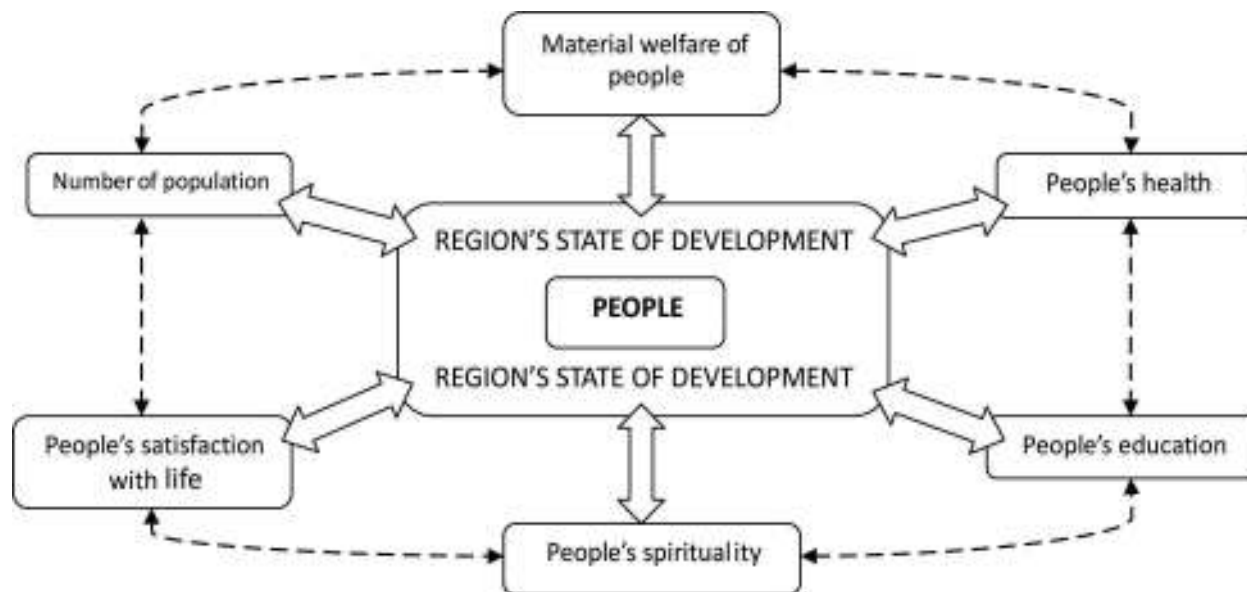 Material welfare of
people
Number of population
People's health
REGION'S STATE OF DEVELOPMENT
PEOPLE
REGION'S STATE OF DEVELOPMENT
People's satisfaction
with life
People's education
People's spirituality